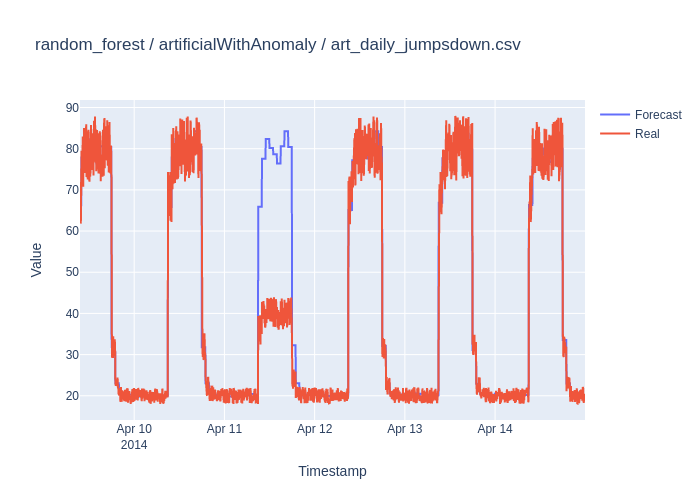 random_forest / artificialWithAnomaly / art_daily_jumpsdown.csv
Forecast
Real
Value
90
80
70
60
50
40
30
20
Apr 10
2014
Apr 11
Apr 12
Apr 13
Apr 14
Timestamp